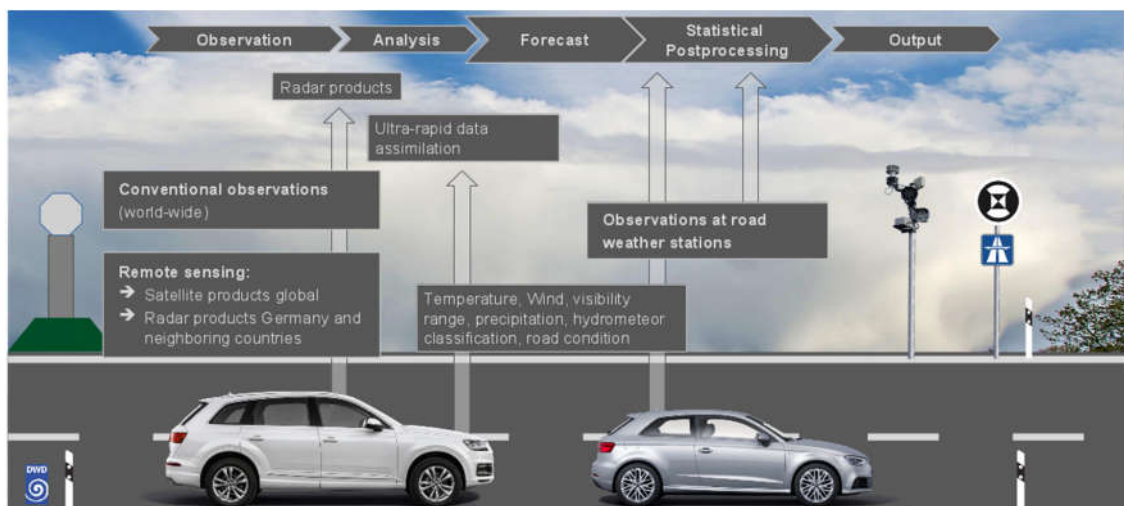 Observation
Analysis
Forecast
Statistical
Postprocessing
Output
Radar products
Ultra-rapid data
assimilation
Conventional observations
(world-wide)
Observations at road
weather stations
Remote sensing:
➔ Satellite products global
➔ Radar products Germany and
neighboring countries
Temperature, Wind, visibility
range, precipitation, hydrometeor
classification, road condition
DWD